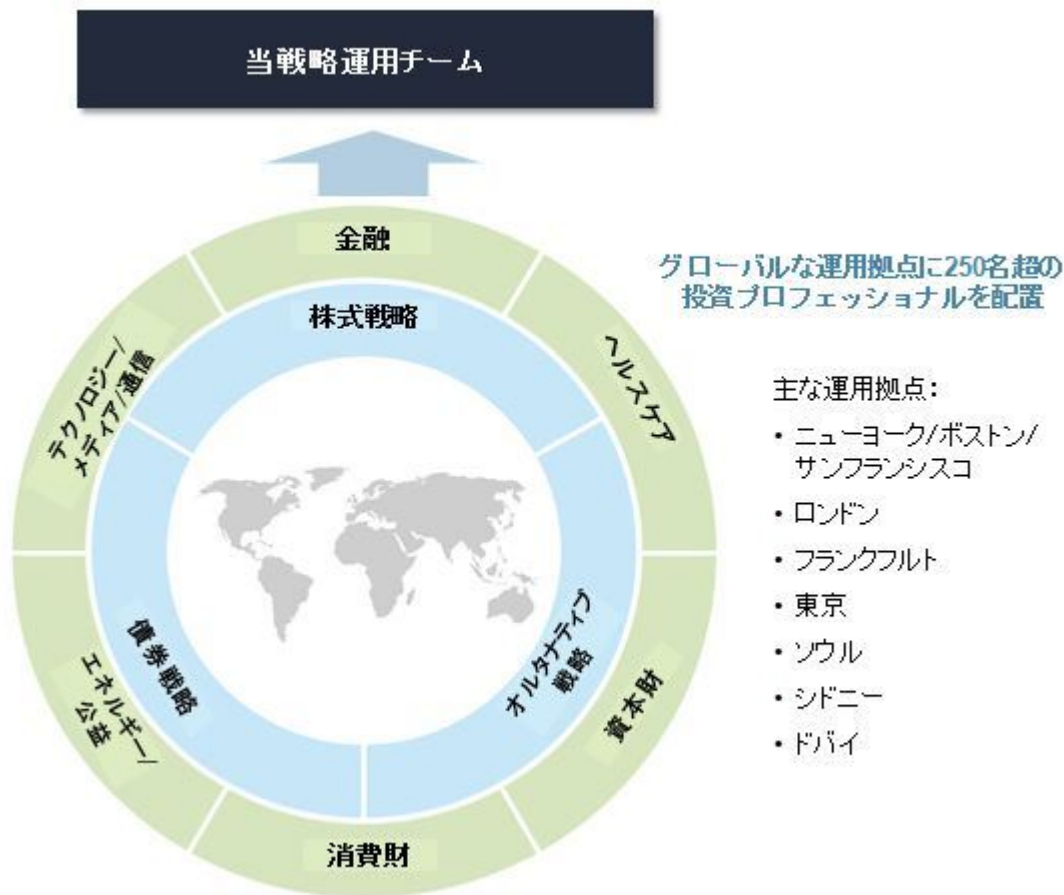 当戦略運用チーム
金融
株式戦略
グローバルな運用拠点に250名超の
投資プロフェッショナルを配置
テクノロジー/
メディア/通信
ヘルスケア
主な運用拠点：
・ニューヨーク/ボストン/
サンフランシスコ
・ロンドン
・フランクフルト
・東京
・ソウル
・シドニー
・ドバイ
債券戦略
オルタナティブ
戦略
エネルギー/
公益
資本財
消費財